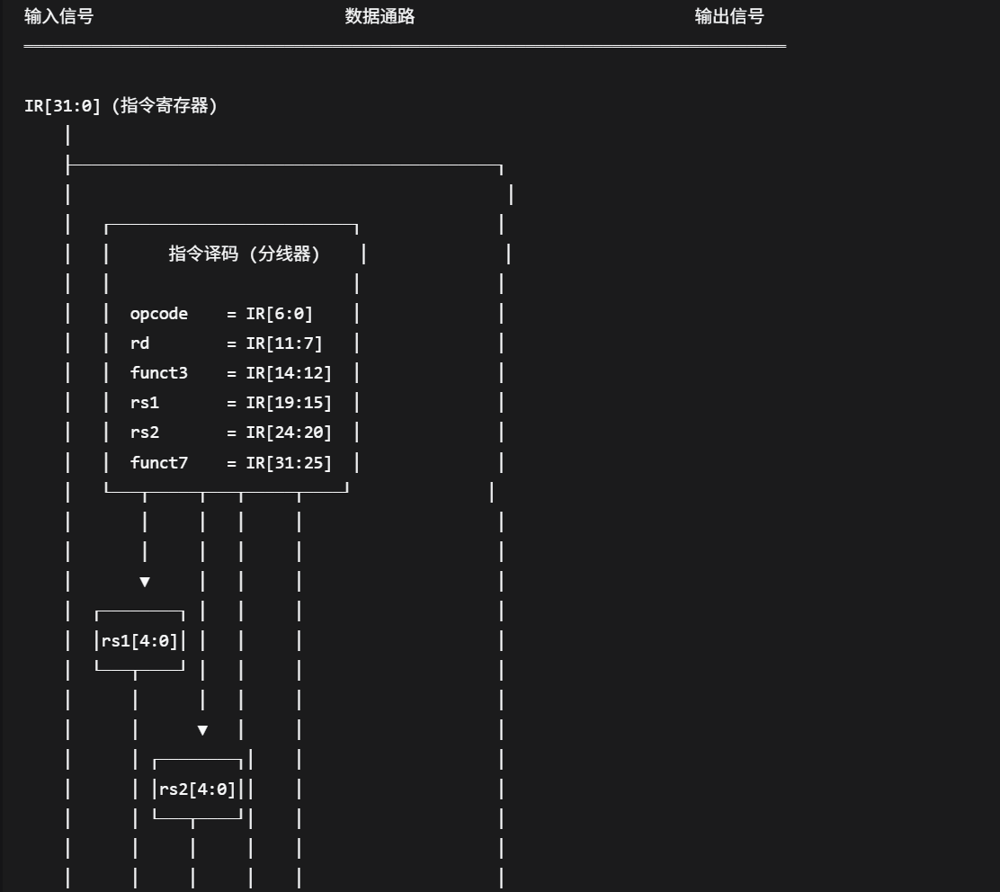 输入信号 数据通路 输出信号
IR[31:0] (指令寄存器)
指令译码 (分线器)
opcode = IR[6:0]
rd = IR[11:7]
funct3 = IR[14:12]
rs1 = IR[19:15]
rs2 = IR[24:20]
funct7 = IR[31:25]
rs1[4:0]
rs2[4:0]